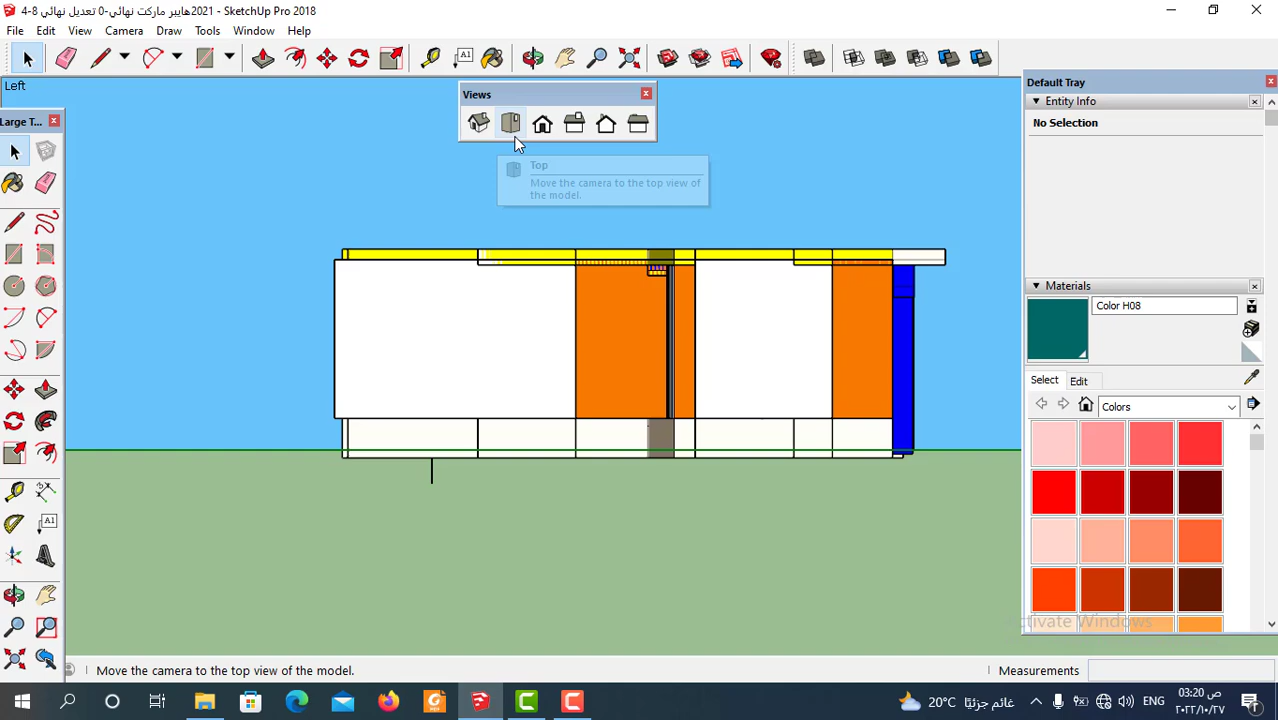 هايبر ماركت نهائي-0 تعديل نهائي 8-4 2021 - SketchUp Pro 2018
File Edit View Camera Draw Tools Window Help
A1
Left
Default Tray
Views
Entity Info
Large T...
No Selection
Top
Move the camera to the top view of
the model.
Materials
Color H08
Select Edit
Colors
A1
Activate Windows
Move the camera to the top view of the model.
Measurements
20°C غائم جزئيًا
ENG
03:20 ص
٢٠٢٢/١٠/٢٧